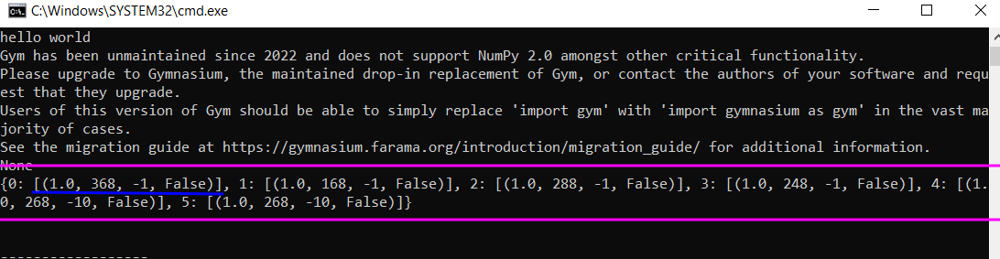 C:\Windows\SYSTEM32\cmd.exe
hello world
Gym has been unmaintained since 2022 and does not support NumPy 2.0 amongst other critical functionality.
Please upgrade to Gymnasium, the maintained drop-in replacement of Gym, or contact the authors of your software and requ
est that they upgrade.
Users of this version of Gym should be able to simply replace 'import gym' with 'import gymnasium as gym' in the vast ma
jority of cases.
See the migration guide at https://gymnasium.farama.org/introduction/migration_guide/ for additional information.
None
{0: [(1.0, 368, -1, False)], 1: [(1.0, 168, -1, False)], 2: [(1.0, 288, -1, False)], 3: [(1.0, 248, -1, False)], 4: [(1.
0, 268, -10, False)], 5: [(1.0, 268, -10, False)]}
------------------